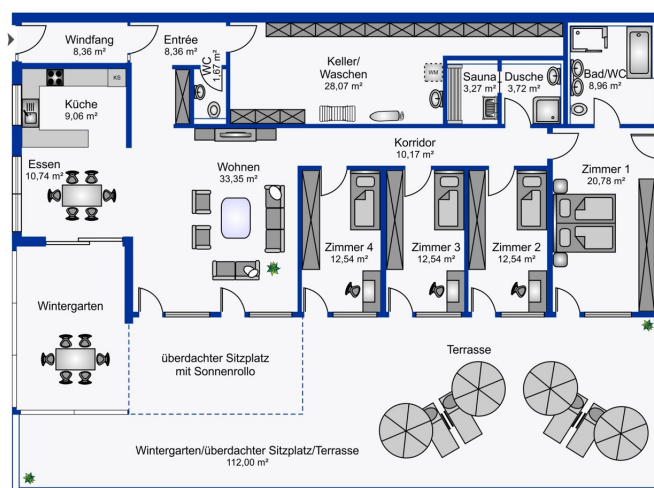 Windfang
8,36 m²
Entrée
8,36 m²
WC
1,67 m²
Keller/
Waschen
28,07 m²
WM
Sauna
3,27 m²
Dusche
3,72 m²
Bad/WC
8,96 m²
KS
Küche
9,06 m²
Korridor
10,17 m²
Essen
10,74 m²
Wohnen
33,35 m²
Zimmer 1
20,78 m²
Zimmer 4
12,54 m²
Zimmer 3
12,54 m²
Zimmer 2
12,54 m²
Wintergarten
überdachter Sitzplatz
mit Sonnenrollo
Terrasse
Wintergarten/überdachter Sitzplatz/Terrasse
112,00 m²